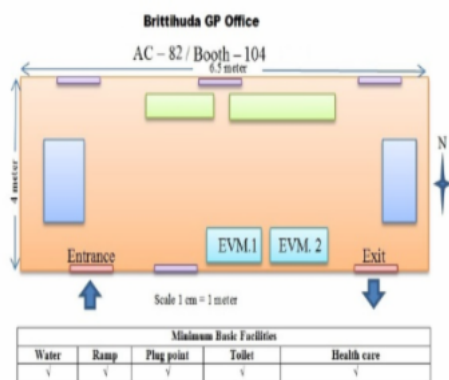 Brittihuda GP Office
AC – 82 / Booth – 104
6.5 meter
4 meter
N
EVM.1 EVM. 2
Entrance Exit
Scale 1 cm = 1 meter
Minimum Basic Facilities
Water Ramp Plug point Toilet Health care
√ √ √ √ √